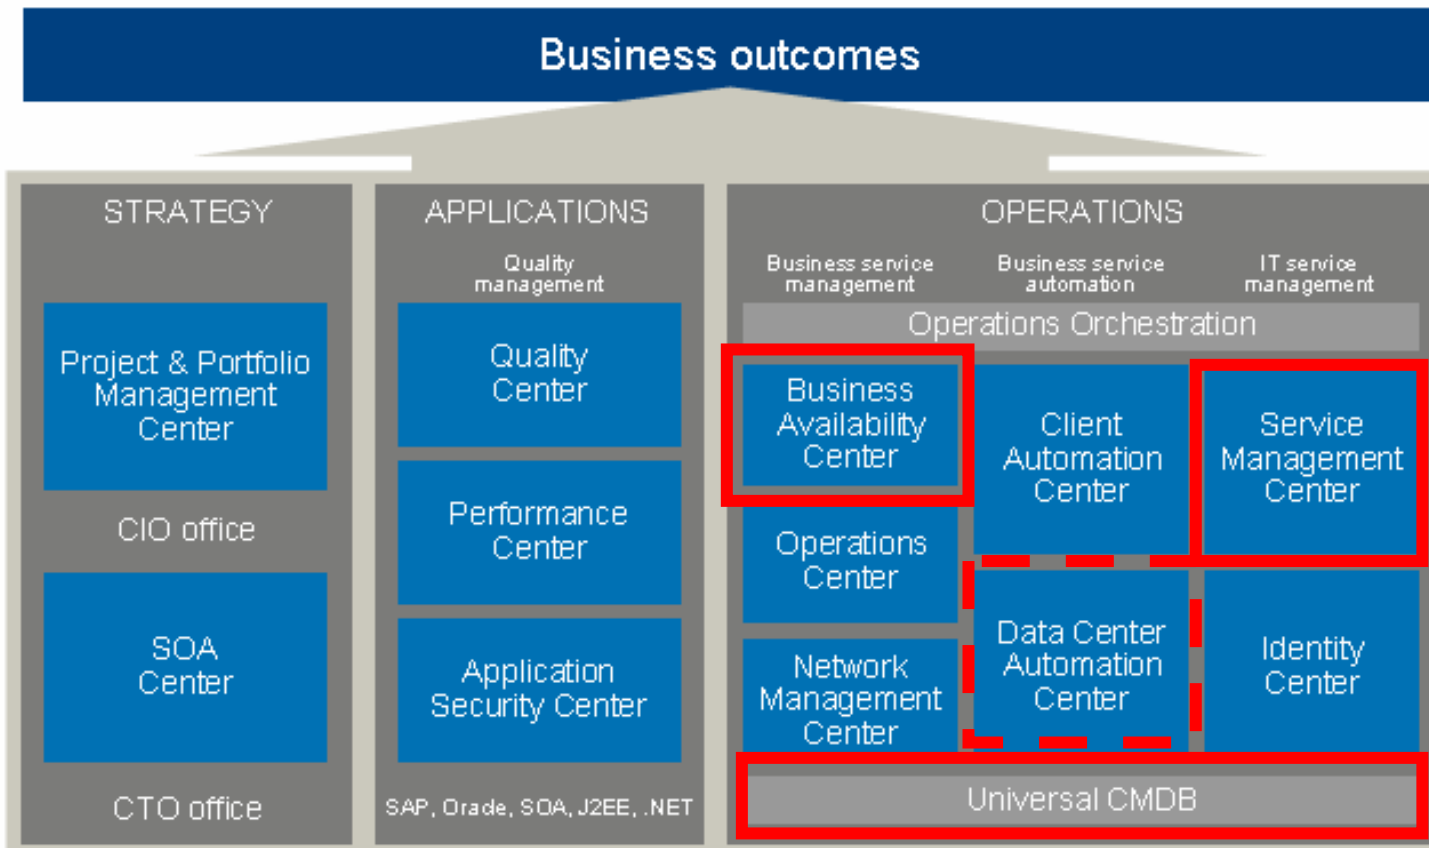 Business outcomes
STRATEGY
Project & Portfolio
Management
Center
CIO office
SOA
Center
CTO office
APPLICATIONS
Quality
management
Quality
Center
Performance
Center
Application
Security Center
SAP, Orade, SOA, J2EE, .NET
OPERATIONS
Business service
management
Business service
automation
IT service
management
Operations Orchestration
Business
Availability
Center
Client
Automation
Center
Service
Management
Center
Operations
Center
Network
Management
Center
Data Center
Automation
Center
Identity
Center
Universal CMDB